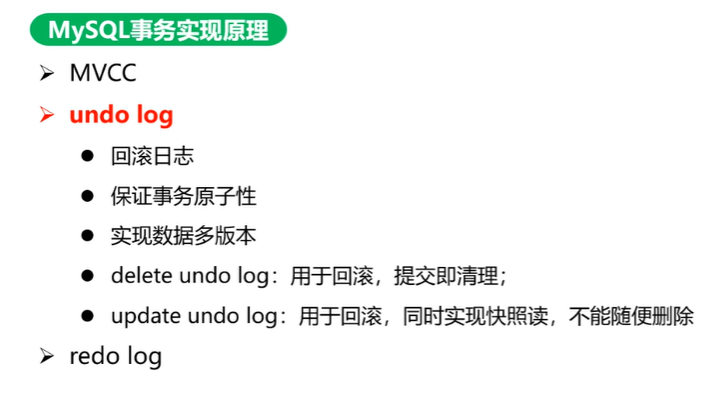 MySQL事务实现原理
MVCC
undo log
回滚日志
保证事务原子性
实现数据多版本
delete undo log：用于回滚，提交即清理；
update undo log：用于回滚，同时实现快照读，不能随便删除
redo log